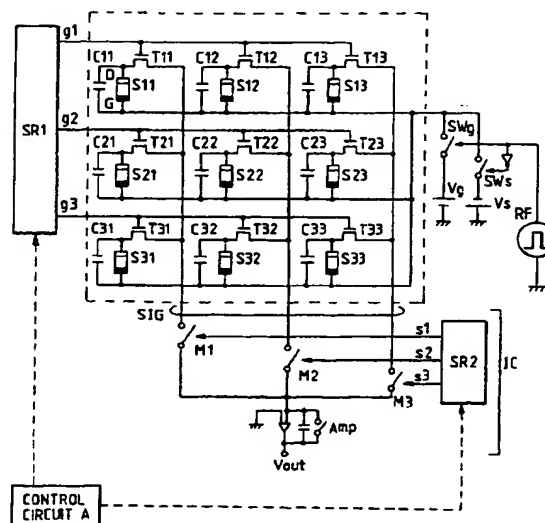 g1
C11 T11 C12 T12 C13 T13
D
S11 S12 S13
G
SR1
g2
C21 T21 C22 T22 C23 T23
S21 S22 S23
SWg
SWs
Vg Vs
RF
g3
C31 T31 C32 T32 C33 T33
S31 S32 S33
SIG
s1
M1
s2
SR2
IC
M2
s3
M3
Amp
Vout
CONTROL
CIRCUIT A